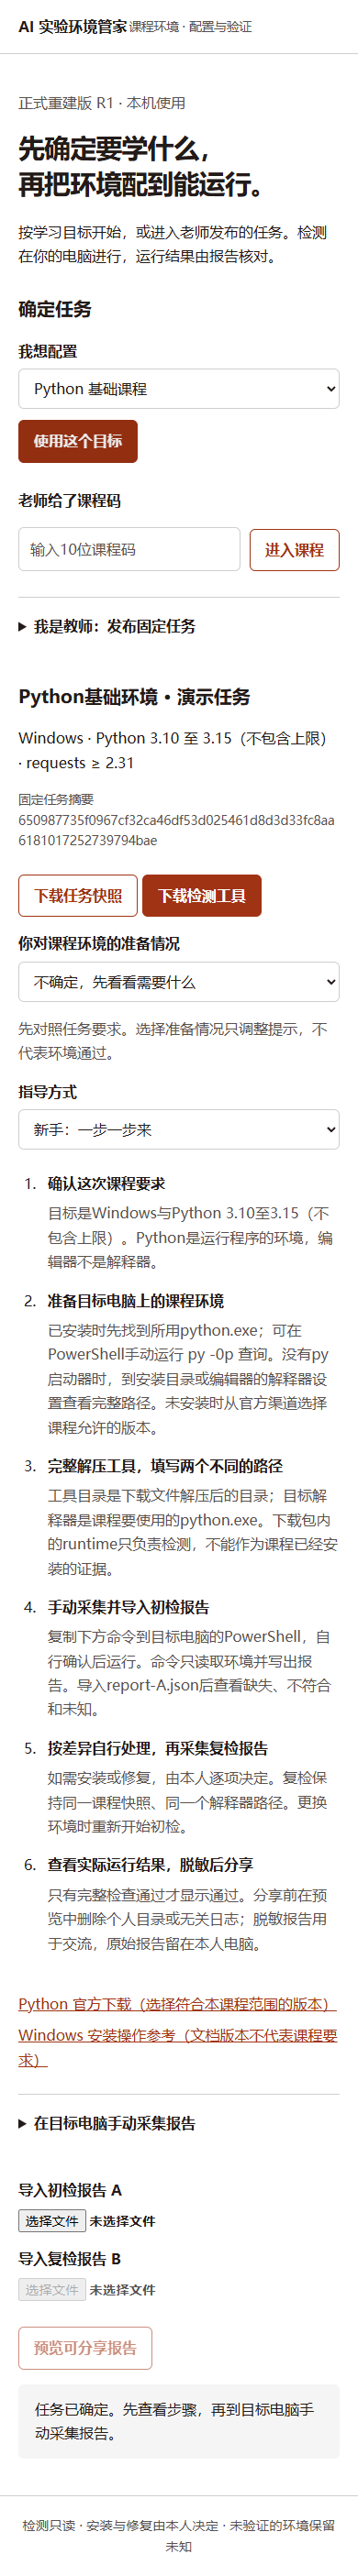 AI 实验环境管家 课程环境 · 配置与验证
正式重建版 R1 · 本机使用
先确定要学什么，
再把环境配到能运行。
按学习目标开始，或进入老师发布的任务。检测
在你的电脑进行，运行结果由报告核对。
确定任务
我想配置
Python 基础课程
使用这个目标
老师给了课程码
输入10位课程码
进入课程
▶ 我是教师：发布固定任务
Python基础环境 · 演示任务
Windows · Python 3.10 至 3.15（不包含上限）
· requests ≥ 2.31
固定任务摘要
650987735f0967cf32ca46df53d025461d8d3d33fc8aa
6181017252739794bae
下载任务快照 下载检测工具
你对课程环境的准备情况
不确定，先看看需要什么
先对照任务要求。选择准备情况只调整提示，不
代表环境通过。
指导方式
新手：一步一步来
1. 确认这次课程要求
目标是Windows与Python 3.10至3.15（不
包含上限）。Python是运行程序的环境，编
辑器不是解释器。
2. 准备目标电脑上的课程环境
已安装时先找到所用python.exe；可在
PowerShell手动运行 py -0p 查询。没有py
启动器时，到安装目录或编辑器的解释器设
置查看完整路径。未安装时从官方渠道选择
课程允许的版本。
3. 完整解压工具，填写两个不同的路径
工具目录是下载文件解压后的目录；目标解
释器是课程要使用的python.exe。下载包内
的runtime只负责检测，不能作为课程已经安
装的证据。
4. 手动采集并导入初检报告
复制下方命令到目标电脑的PowerShell，自
行确认后运行。命令只读取环境并写出报
告。导入report-A.json后查看缺失、不符合
和未知。
5. 按差异自行处理，再采集复检报告
如需安装或修复，由本人逐项决定。复检保
持同一课程快照、同一个解释器路径。更换
环境时重新开始初检。
6. 查看实际运行结果，脱敏后分享
只有完整检查通过才显示通过。分享前在预
览中删除个人目录或无关日志；脱敏报告用
于交流，原始报告留在本人电脑。
Python 官方下载（选择符合本课程范围的版本）
Windows 安装操作参考（文档版本不代表课程要
求）
▶ 在目标电脑手动采集报告
导入初检报告 A
选择文件 未选择文件
导入复检报告 B
选择文件 未选择文件
预览可分享报告
任务已确定。先查看步骤，再到目标电脑手
动采集报告。
检测只读 · 安装与修复由本人决定 · 未验证的环境保留
未知